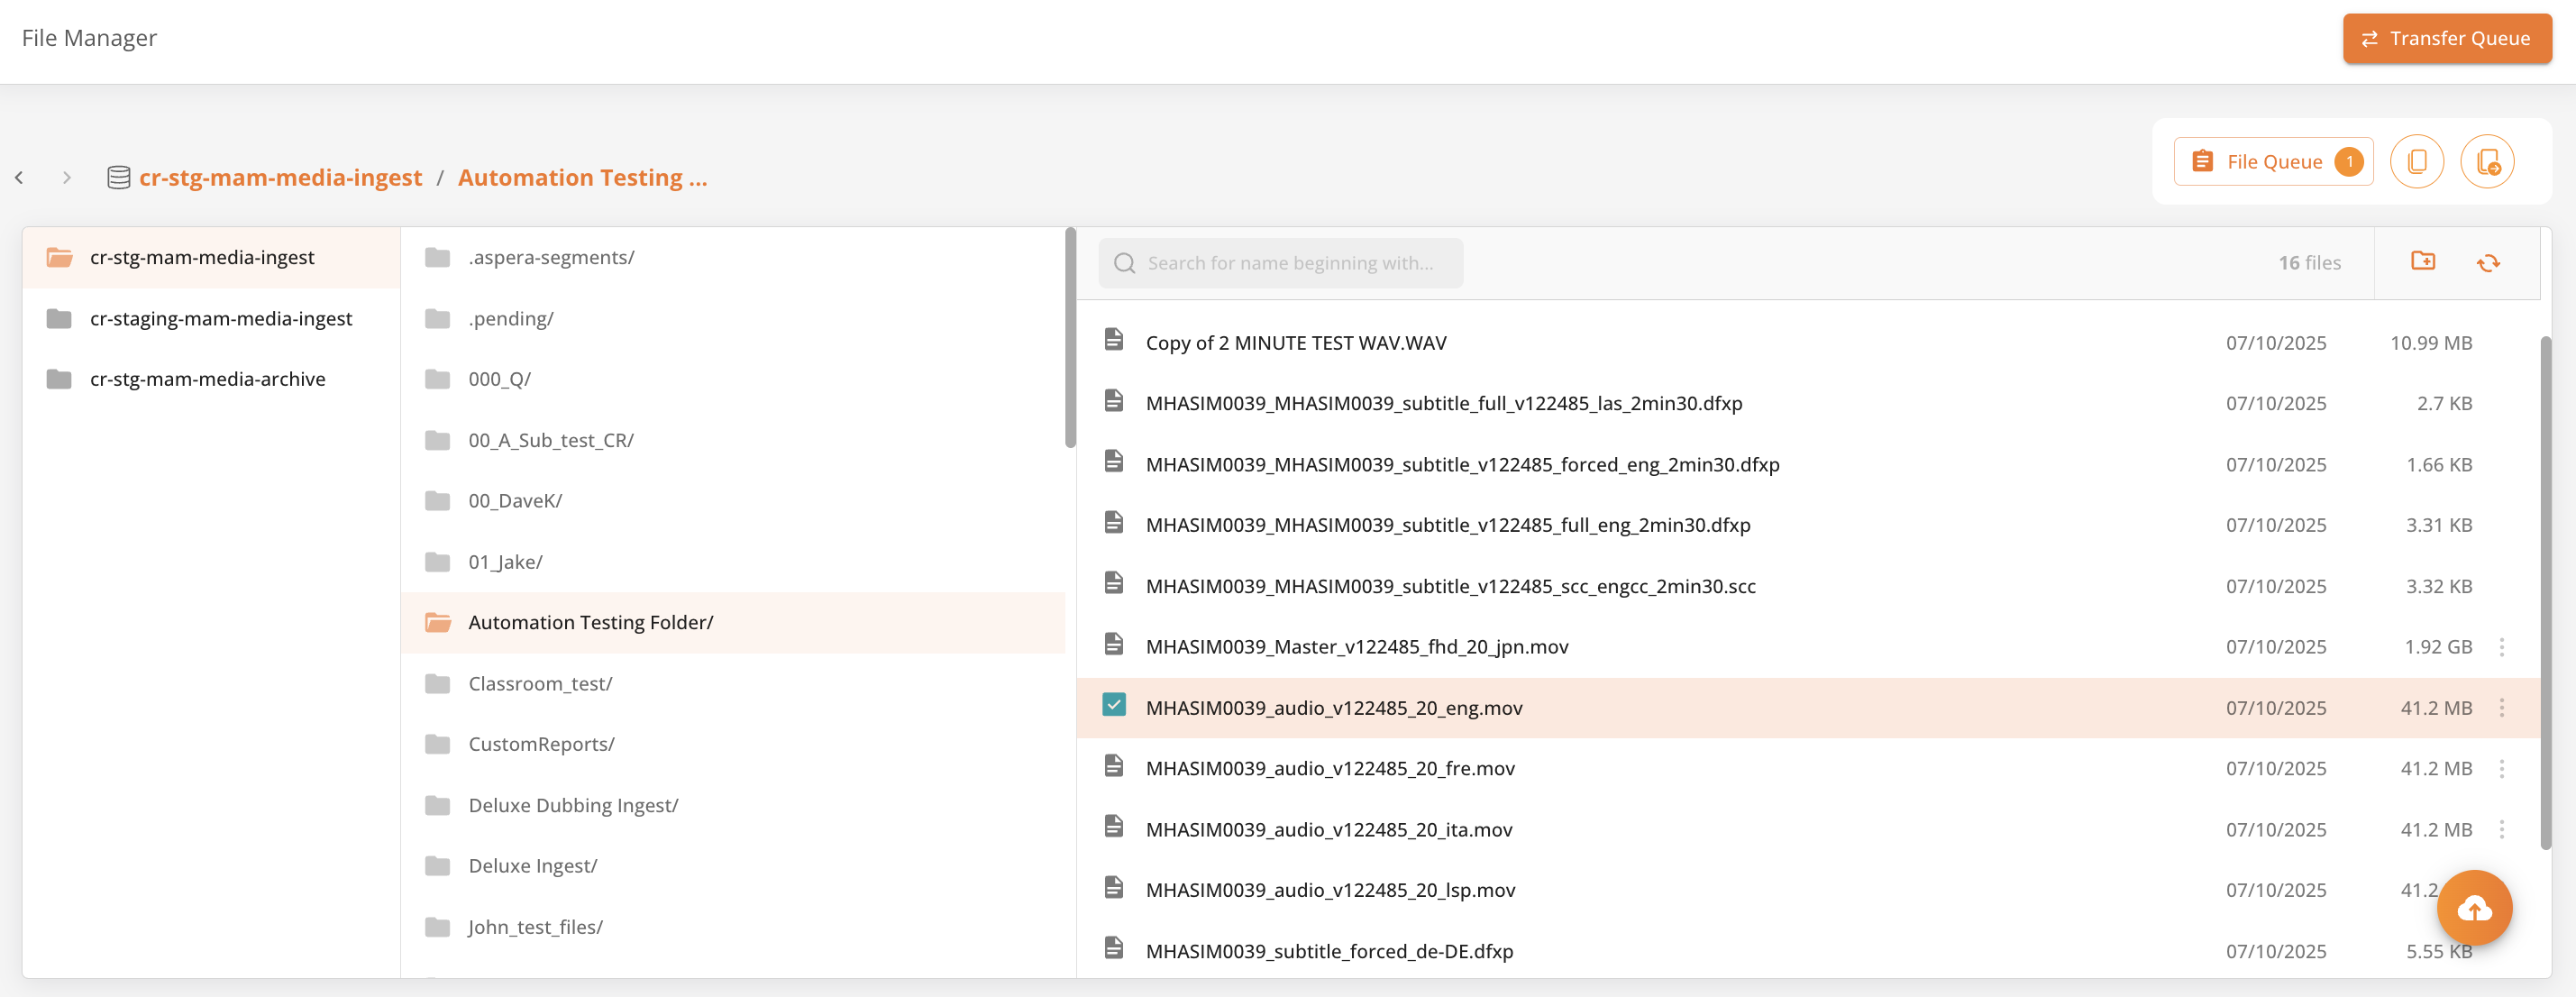 File Manager
Transfer Queue
cr-stg-mam-media-ingest / Automation Testing ...
File Queue 1
cr-stg-mam-media-ingest
cr-staging-mam-media-ingest
cr-stg-mam-media-archive
.aspera-segments/
.pending/
000_Q/
00_A_Sub_test_CR/
00_DaveK/
01_Jake/
Automation Testing Folder/
Classroom_test/
CustomReports/
Deluxe Dubbing Ingest/
Deluxe Ingest/
John_test_files/
Search for name beginning with...
16 files
Copy of 2 MINUTE TEST WAV.WAV 07/10/2025 10.99 MB
MHASIM0039_MHASIM0039_subtitle_full_v122485_las_2min30.dfxp 07/10/2025 2.7 KB
MHASIM0039_MHASIM0039_subtitle_v122485_forced_eng_2min30.dfxp 07/10/2025 1.66 KB
MHASIM0039_MHASIM0039_subtitle_v122485_full_eng_2min30.dfxp 07/10/2025 3.31 KB
MHASIM0039_MHASIM0039_subtitle_v122485_scc_engcc_2min30.scc 07/10/2025 3.32 KB
MHASIM0039_Master_v122485_fhd_20_jpn.mov 07/10/2025 1.92 GB
MHASIM0039_audio_v122485_20_eng.mov 07/10/2025 41.2 MB
MHASIM0039_audio_v122485_20_fre.mov 07/10/2025 41.2 MB
MHASIM0039_audio_v122485_20_ita.mov 07/10/2025 41.2 MB
MHASIM0039_audio_v122485_20_lsp.mov 07/10/2025 41.2
MHASIM0039_subtitle_forced_de-DE.dfxp 07/10/2025 5.55 KB